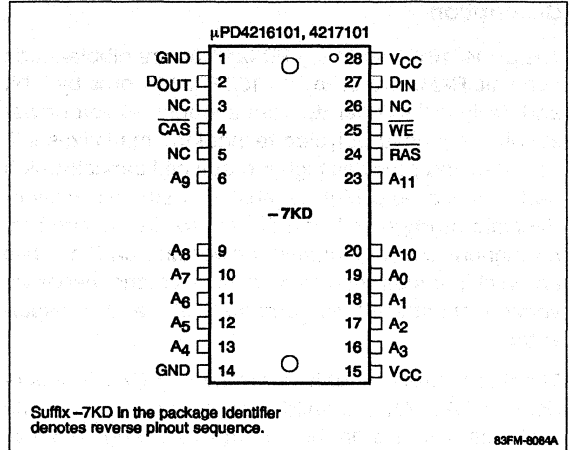 μPD4216101, 4217101
GND 1 28 VCC
DOUT 2 27 DIN
NC 3 26 NC
CAS 4 25 WE
NC 5 24 RAS
A9 6 23 A11
–7KD
A8 9 20 A10
A7 10 19 A0
A6 11 18 A1
A5 12 17 A2
A4 13 16 A3
GND 14 15 VCC
Suffix –7KD in the package identifier
denotes reverse pinout sequence.
83FM-8084A